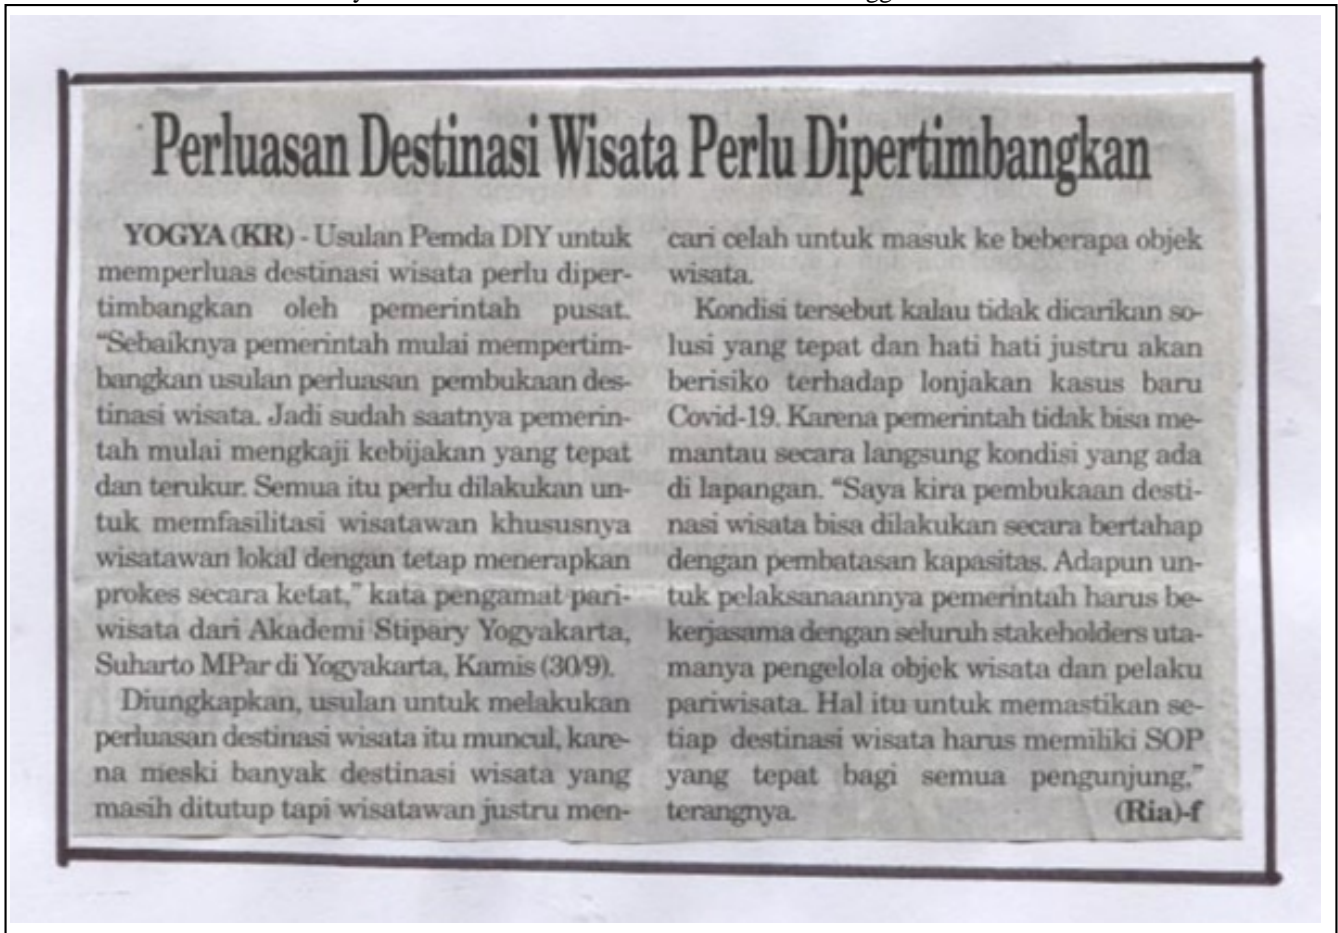 Perluasan Destinasi Wisata Perlu Dipertimbangkan
YOGYA (KR) - Usulan Pemda DIY untuk
memperluas destinasi wisata perlu diper-
timbangkan oleh pemerintah pusat.
“Sebaiknya pemerintah mulai mempertim-
bangkan usulan perluasan pembukaan des-
tinasi wisata. Jadi sudah saatnya pemerin-
tah mulai mengkaji kebijakan yang tepat
dan terukur. Semua itu perlu dilakukan un-
tuk memfasilitasi wisatawan khususnya
wisatawan lokal dengan tetap menerapkan
prokes secara ketat,” kata pengamat pari-
wisata dari Akademi Stipary Yogyakarta,
Suharto MPar di Yogyakarta, Kamis (30/9).
Diungkapkan, usulan untuk melakukan
perluasan destinasi wisata itu muncul, kare-
na meski banyak destinasi wisata yang
masih ditutup tapi wisatawan justru men-
cari celah untuk masuk ke beberapa objek
wisata.
Kondisi tersebut kalau tidak dicarikan so-
lusi yang tepat dan hati hati justru akan
berisiko terhadap lonjakan kasus baru
Covid-19. Karena pemerintah tidak bisa me-
mantau secara langsung kondisi yang ada
di lapangan. “Saya kira pembukaan desti-
nasi wisata bisa dilakukan secara bertahap
dengan pembatasan kapasitas. Adapun un-
tuk pelaksanaannya pemerintah harus be-
kerjasama dengan seluruh stakeholders uta-
manya pengelola objek wisata dan pelaku
pariwisata. Hal itu untuk memastikan se-
tiap destinasi wisata harus memiliki SOP
yang tepat bagi semua pengunjung,”
terangnya. (Ria)-f